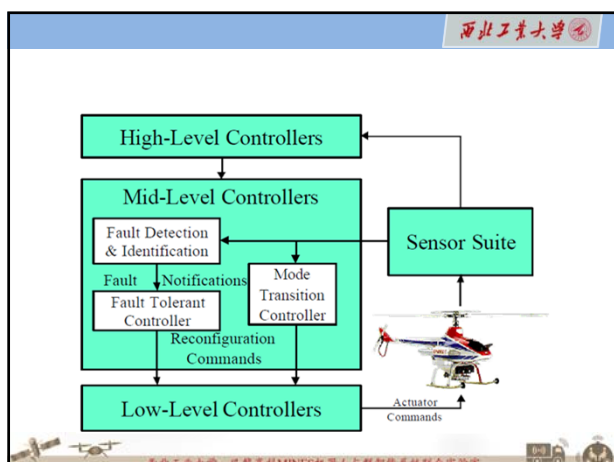 西北工业大学
High-Level Controllers
Mid-Level Controllers
Fault Detection
& Identification
Fault
Notifications
Fault Tolerant
Controller
Mode
Transition
Controller
Reconfiguration
Commands
Low-Level Controllers
Sensor Suite
Actuator
Commands